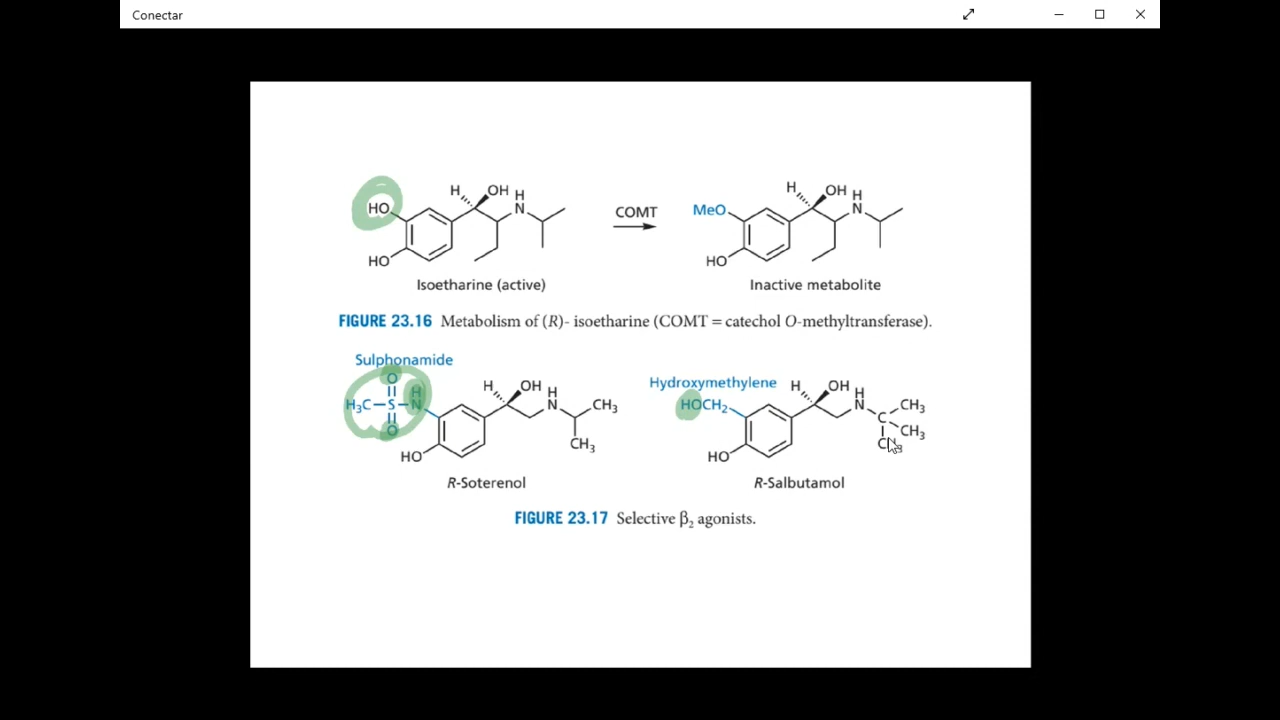 Conectar
HO
HO
H
OH
H
N
Isoetharine (active)
COMT
MeO
HO
H
OH
H
N
Inactive metabolite
FIGURE 23.16 Metabolism of (R)- isoetharine (COMT = catechol O-methyltransferase).
Sulphonamide
O
H
H₃C–S–N
O
HO
H
OH
H
N
CH₃
CH₃
R-Soterenol
Hydroxymethylene
HOCH₂
HO
H
OH
H
N
C
CH₃
CH₃
CH₃
R-Salbutamol
FIGURE 23.17 Selective β₂ agonists.